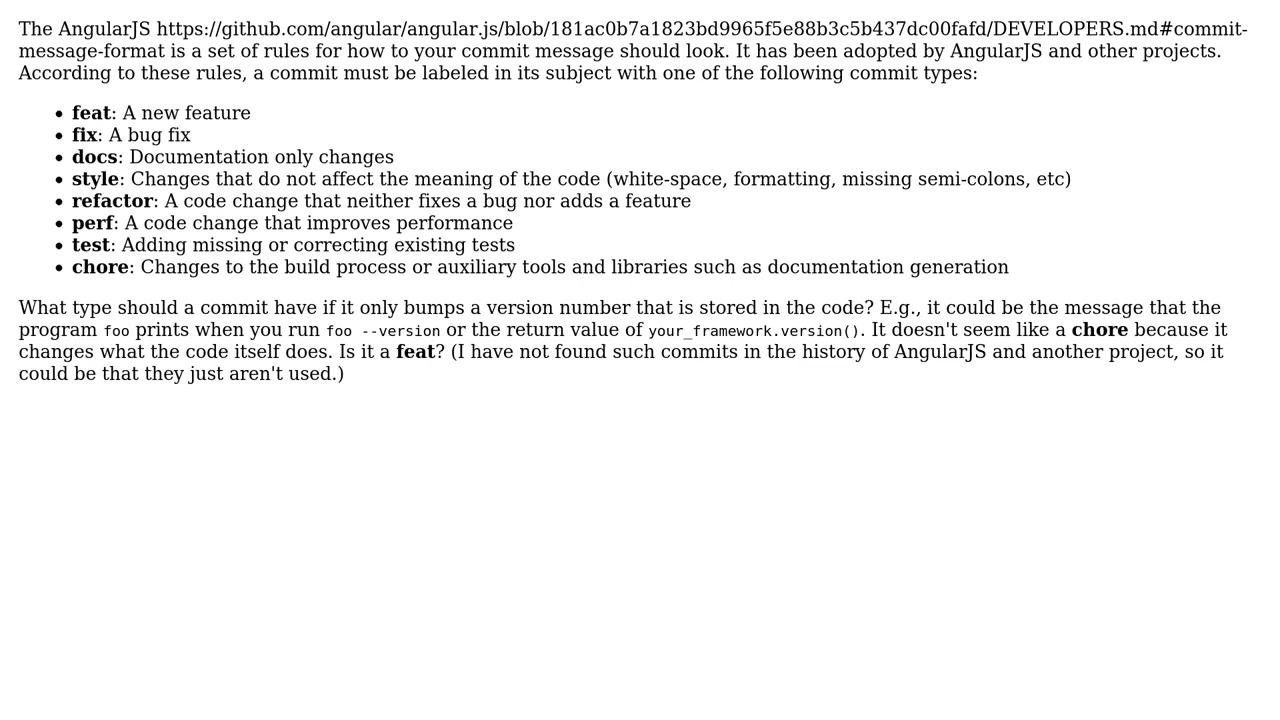 The AngularJS https://github.com/angular/angular.js/blob/181ac0b7a1823bd9965f5e88b3c5b437dc00fafd/DEVELOPERS.md#commit-
message-format is a set of rules for how to your commit message should look. It has been adopted by AngularJS and other projects.
According to these rules, a commit must be labeled in its subject with one of the following commit types:
• feat: A new feature
• fix: A bug fix
• docs: Documentation only changes
• style: Changes that do not affect the meaning of the code (white-space, formatting, missing semi-colons, etc)
• refactor: A code change that neither fixes a bug nor adds a feature
• perf: A code change that improves performance
• test: Adding missing or correcting existing tests
• chore: Changes to the build process or auxiliary tools and libraries such as documentation generation
What type should a commit have if it only bumps a version number that is stored in the code? E.g., it could be the message that the
program foo prints when you run foo --version or the return value of your_framework.version(). It doesn't seem like a chore because it
changes what the code itself does. Is it a feat? (I have not found such commits in the history of AngularJS and another project, so it
could be that they just aren't used.)